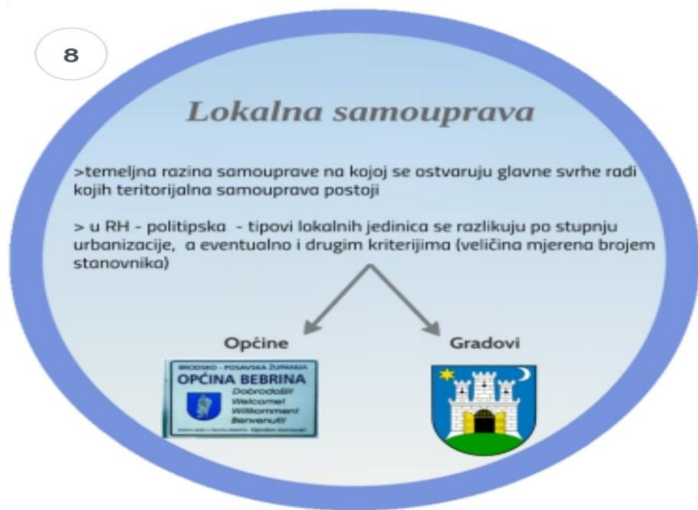 8
Lokalna samouprava
>temeljna razina samouprave na kojoj se ostvaruju glavne svrhe radi
kojih teritorijalna samouprava postoji
> u RH - politipska - tipovi lokalnih jedinica se razlikuju po stupnju
urbanizacije, a eventualno i drugim kriterijima (veličina mjerena brojem
stanovnika)
Općine
Gradovi
BRODSKO - POSAVSKA ŽUPANIJA
OPĆINA BEBRINA
Dobrodošli!
Welcome!
Willkommen!
Benvenuti!